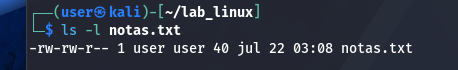 ┌──(user㉿kali)-[~/lab_linux]
└─$ ls -l notas.txt
-rw-rw-r-- 1 user user 40 jul 22 03:08 notas.txt